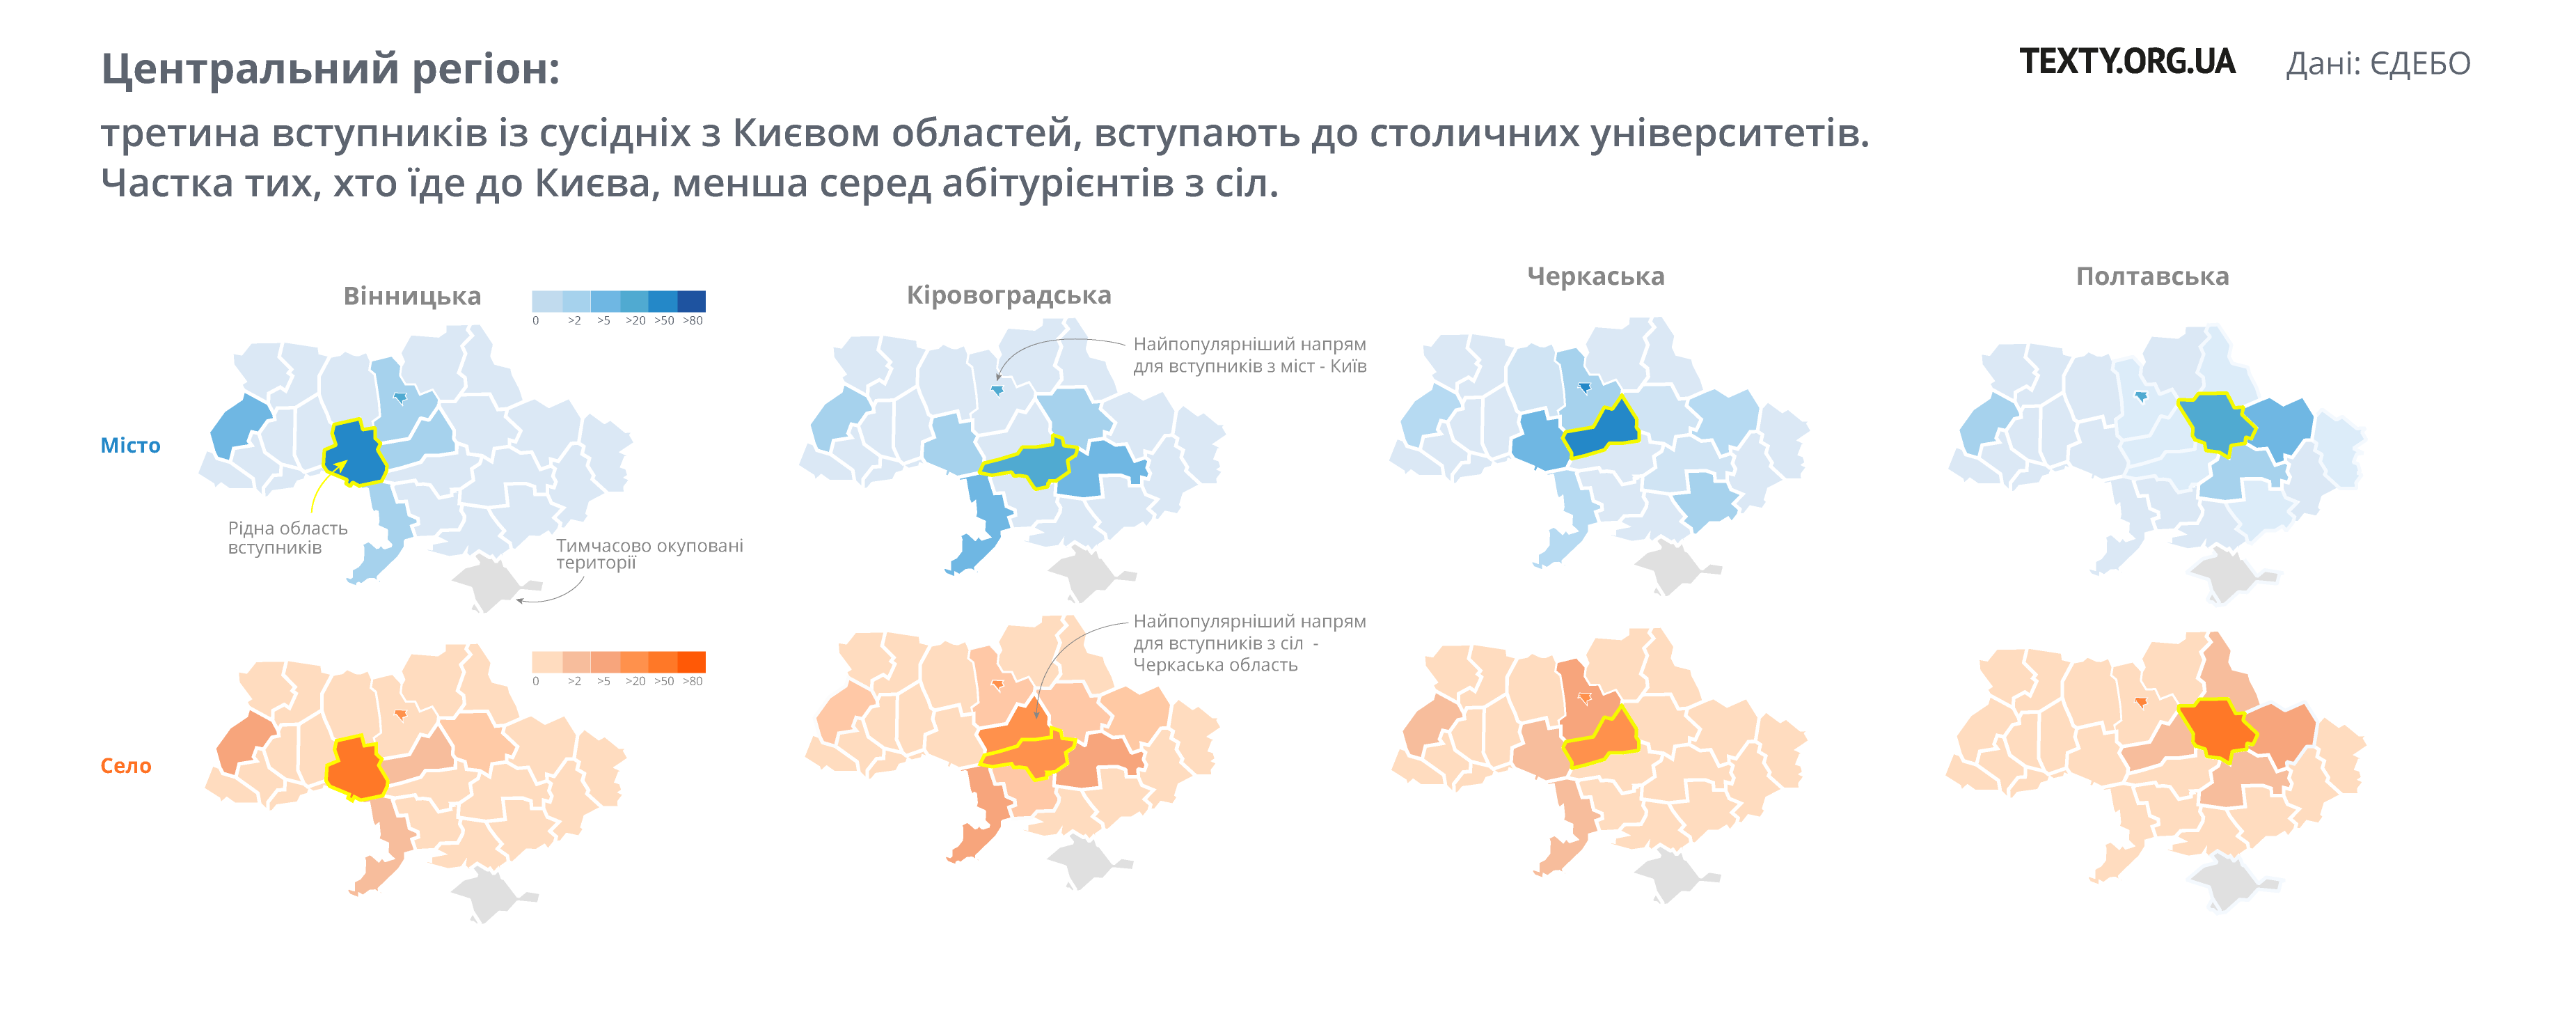 Центральний регіон:
TEXTY.ORG.UA
Дані: ЄДЕБО
третина вступників із сусідніх з Києвом областей, вступають до столичних університетів.
Частка тих, хто їде до Києва, менша серед абітурієнтів з сіл.
Вінницька
Кіровоградська
Черкаська
Полтавська
0 >2 >5 >20 >50 >80
Найпопулярніший напрям
для вступників з міст - Київ
Місто
Рідна область
вступників
Тимчасово окуповані
території
Найпопулярніший напрям
для вступників з сіл -
Черкаська область
0 >2 >5 >20 >50 >80
Село